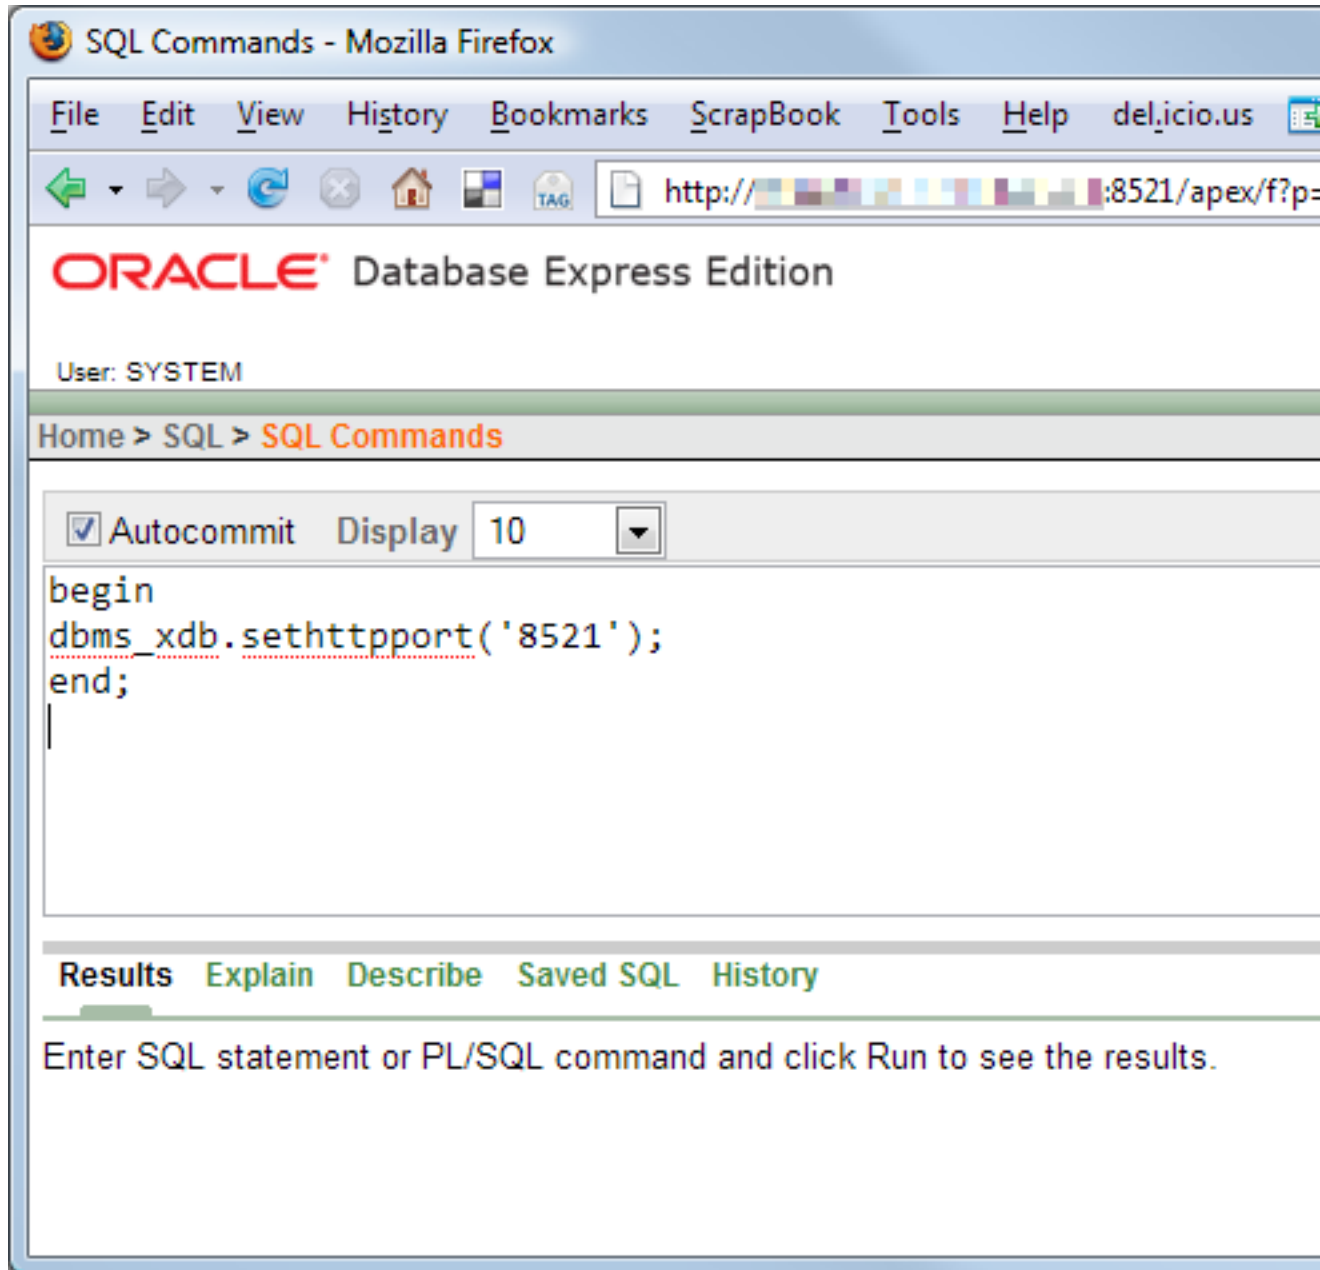 SQL Commands - Mozilla Firefox
File Edit View History Bookmarks ScrapBook Tools Help del.icio.us
TAG http:// :8521/apex/f?p=
ORACLE Database Express Edition
User: SYSTEM
Home > SQL > SQL Commands
Autocommit Display 10
begin
dbms_xdb.sethttpport('8521');
end;
Results Explain Describe Saved SQL History
Enter SQL statement or PL/SQL command and click Run to see the results.